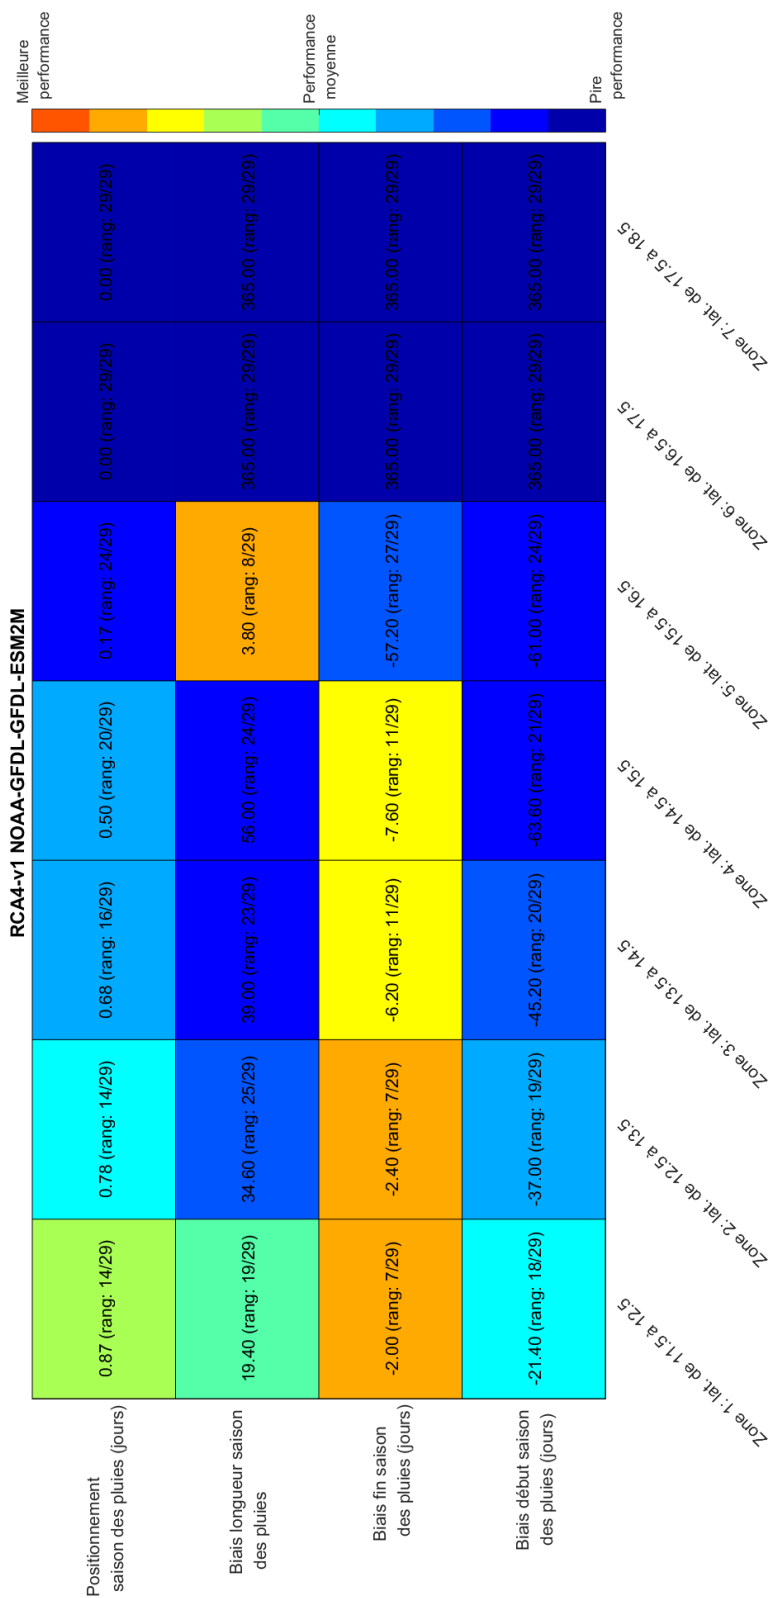 RCA4-v1 NOAA-GFDL-GFDL-ESM2M
Positionnement
saison des pluies (jours)
0.87 (rang: 14/29)
0.78 (rang: 14/29)
0.68 (rang: 16/29)
0.50 (rang: 20/29)
0.17 (rang: 24/29)
0.00 (rang: 29/29)
0.00 (rang: 29/29)
Biais longueur saison
des pluies
19.40 (rang: 19/29)
34.60 (rang: 25/29)
39.00 (rang: 23/29)
56.00 (rang: 24/29)
3.80 (rang: 8/29)
365.00 (rang: 29/29)
365.00 (rang: 29/29)
Biais fin saison
des pluies (jours)
-2.00 (rang: 7/29)
-2.40 (rang: 7/29)
-6.20 (rang: 11/29)
-7.60 (rang: 11/29)
-57.20 (rang: 27/29)
365.00 (rang: 29/29)
365.00 (rang: 29/29)
Biais début saison
des pluies (jours)
-21.40 (rang: 18/29)
-37.00 (rang: 19/29)
-45.20 (rang: 20/29)
-63.60 (rang: 21/29)
-61.00 (rang: 24/29)
365.00 (rang: 29/29)
365.00 (rang: 29/29)
Zone 1: lat. de 11.5 à 12.5
Zone 2: lat. de 12.5 à 13.5
Zone 3: lat. de 13.5 à 14.5
Zone 4: lat. de 14.5 à 15.5
Zone 5: lat. de 15.5 à 16.5
Zone 6: lat. de 16.5 à 17.5
Zone 7: lat. de 17.5 à 18.5
Meilleure
performance
Performance
moyenne
Pire
performance